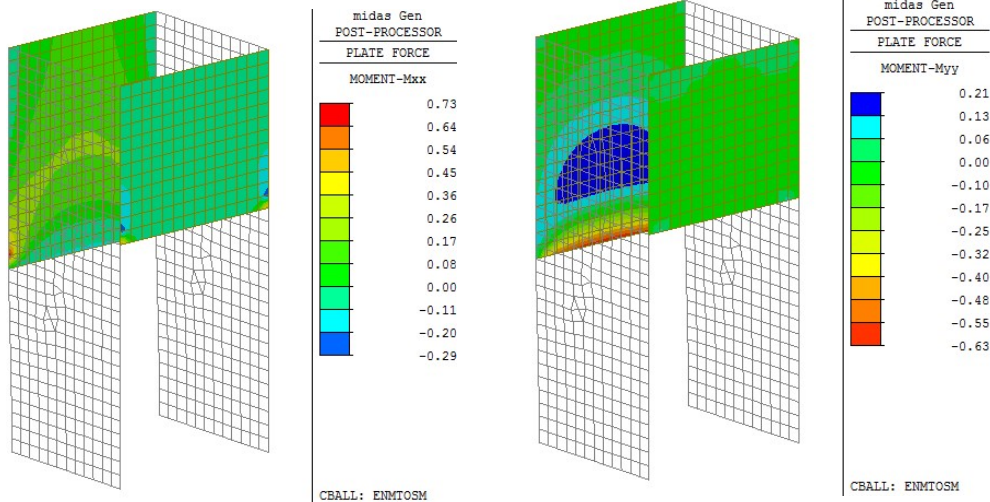 midas Gen
POST-PROCESSOR
PLATE FORCE
MOMENT-Mxx
0.73
0.64
0.54
0.45
0.36
0.26
0.17
0.08
0.00
-0.11
-0.20
-0.29
CBALL: ENMTOSM
midas Gen
POST-PROCESSOR
PLATE FORCE
MOMENT-Myy
0.21
0.13
0.06
0.00
-0.10
-0.17
-0.25
-0.32
-0.40
-0.48
-0.55
-0.63
CBALL: ENMTOSM